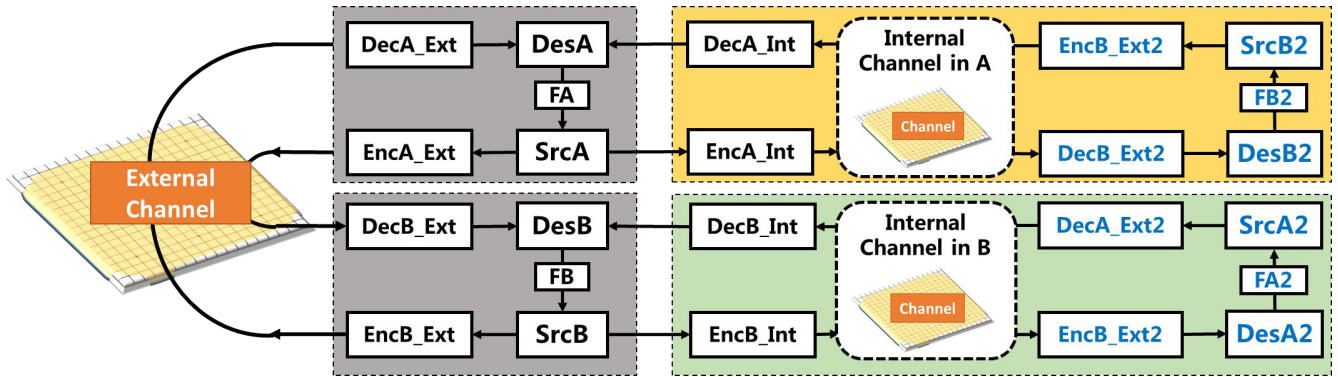 DecA_Ext
DesA
DecA_Int
Internal
Channel in A
EncB_Ext2
SrcB2
FA
FB2
Channel
EncA_Ext
SrcA
EncA_Int
DecB_Ext2
DesB2
External
Channel
DecB_Ext
DesB
DecB_Int
Internal
Channel in B
DecA_Ext2
SrcA2
FB
FA2
Channel
EncB_Ext
SrcB
EncB_Int
EncB_Ext2
DesA2